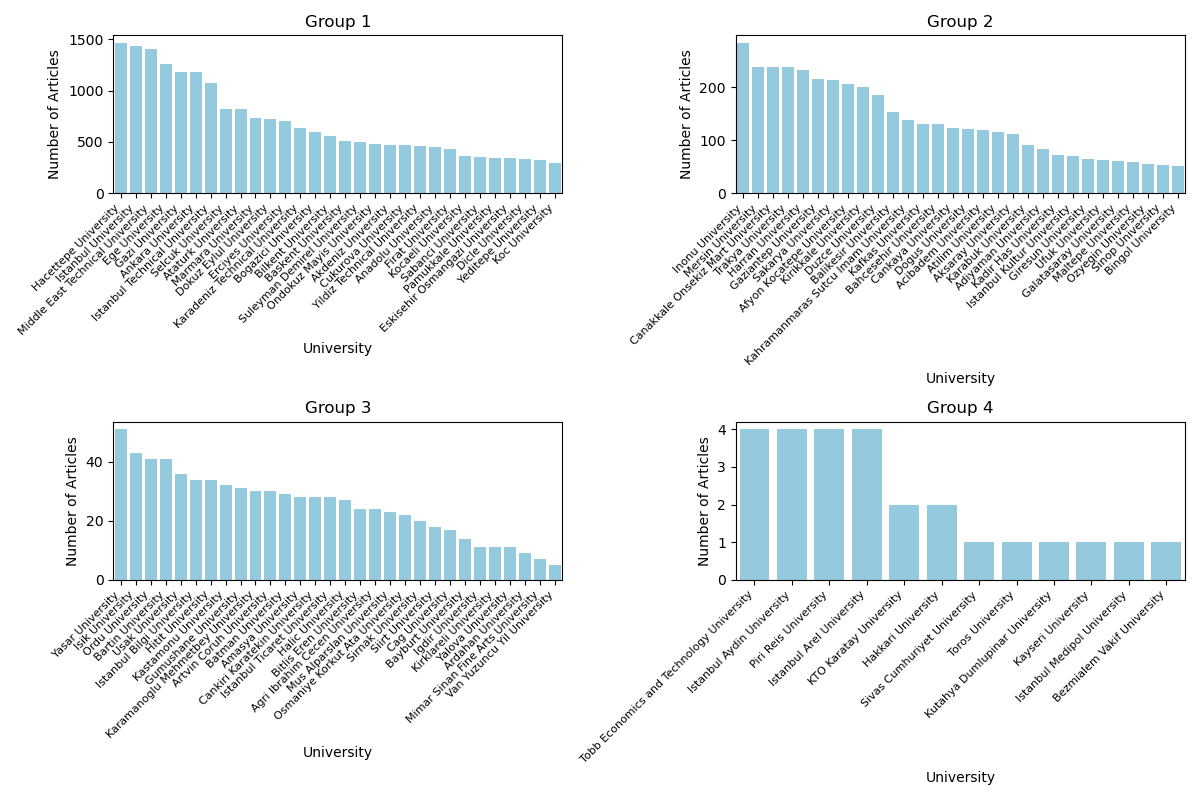 Group 1
Number of Articles
1500
1000
500
0
Hacettepe University
Istanbul University
Middle East Technical University
Ege University
Gazi University
Ankara University
Istanbul Technical University
Selcuk University
Ataturk University
Marmara University
Dokuz Eylul University
Erciyes University
Karadeniz Technical University
Bogazici University
Baskent University
Bilkent University
Suleyman Demirel University
Ondokuz Mayis University
Akdeniz University
Cukurova University
Yildiz Technical University
Anadolu University
Firat University
Kocaeli University
Sabanci University
Pamukkale University
Eskisehir Osmangazi University
Dicle University
Yeditepe University
Koc University
University
Group 2
Number of Articles
200
100
0
Inonu University
Mersin University
Canakkale Onsekiz Mart University
Trakya University
Harran University
Gaziantep University
Sakarya University
Afyon Kocatepe University
Kirikkale University
Duzce University
Balikesir University
Kahramanmaras Sutcu Imam University
Kafkas University
Bahcesehir University
Cankaya University
Dogus University
Acibadem University
Atilim University
Aksaray University
Karabuk University
Adiyaman University
Kadir Has University
Istanbul Kultur University
Giresun University
Ufuk University
Galatasaray University
Maltepe University
Ozyegin University
Sinop University
Bingol University
University
Group 3
Number of Articles
40
20
0
Yasar University
Isik University
Ordu University
Bartin University
Usak University
Istanbul Bilgi University
Hitit University
Kastamonu University
Gumushane University
Karamanoglu Mehmetbey University
Artvin Coruh University
Batman University
Amasya University
Cankiri Karatekin University
Istanbul Ticaret University
Halic University
Bitlis Eren University
Agri Ibrahim Cecen University
Mus Alparslan University
Osmaniye Korkut Ata University
Sirnak University
Siirt University
Cag University
Bayburt University
Igdir University
Kirklareli University
Yalova University
Ardahan University
Mimar Sinan Fine Arts University
Van Yuzuncu Yil University
University
Group 4
Number of Articles
4
3
2
1
0
Tobb Economics and Technology University
Istanbul Aydin University
Piri Reis University
Istanbul Arel University
KTO Karatay University
Hakkari University
Sivas Cumhuriyet University
Toros University
Kutahya Dumlupinar University
Kayseri University
Istanbul Medipol University
Bezmialem Vakif University
University